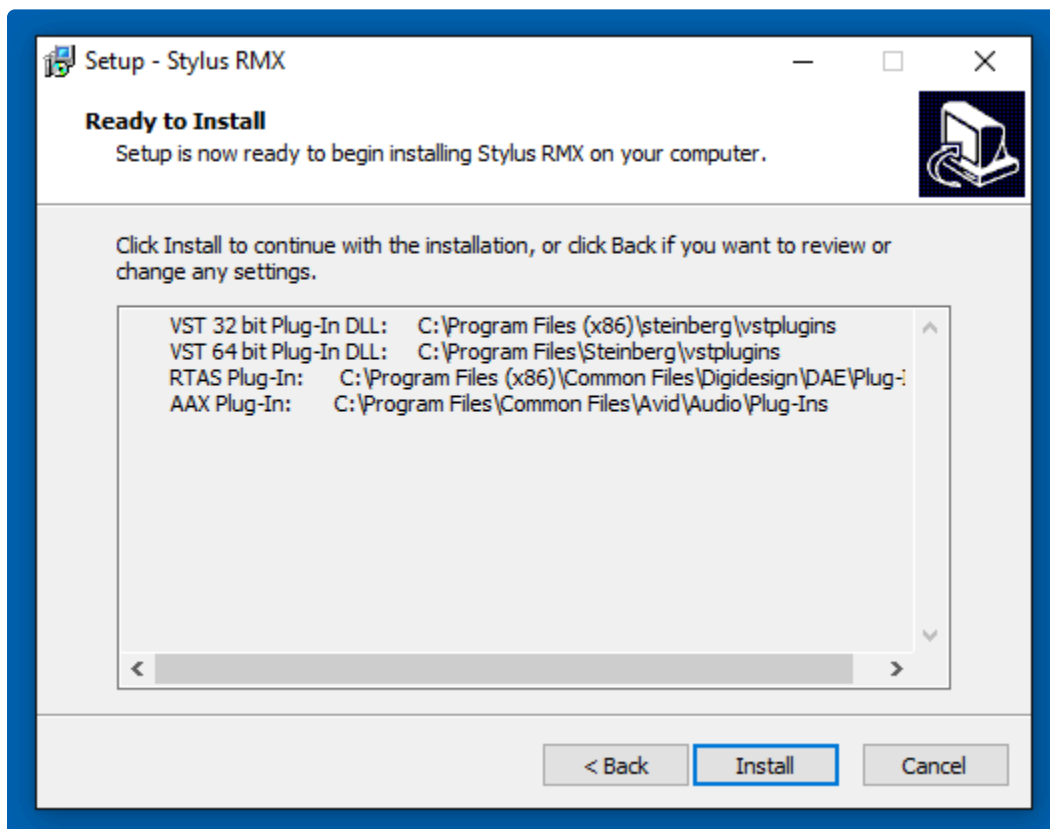 Setup - Stylus RMX
Ready to Install
Setup is now ready to begin installing Stylus RMX on your computer.
Click Install to continue with the installation, or click Back if you want to review or
change any settings.
VST 32 bit Plug-In DLL: C:\Program Files (x86)\steinberg\vstplugins
VST 64 bit Plug-In DLL: C:\Program Files\Steinberg\vstplugins
RTAS Plug-In: C:\Program Files (x86)\Common Files\Digidesign\DAE\Plug-I
AAX Plug-In: C:\Program Files\Common Files\Avid\Audio\Plug-Ins
< Back Install Cancel